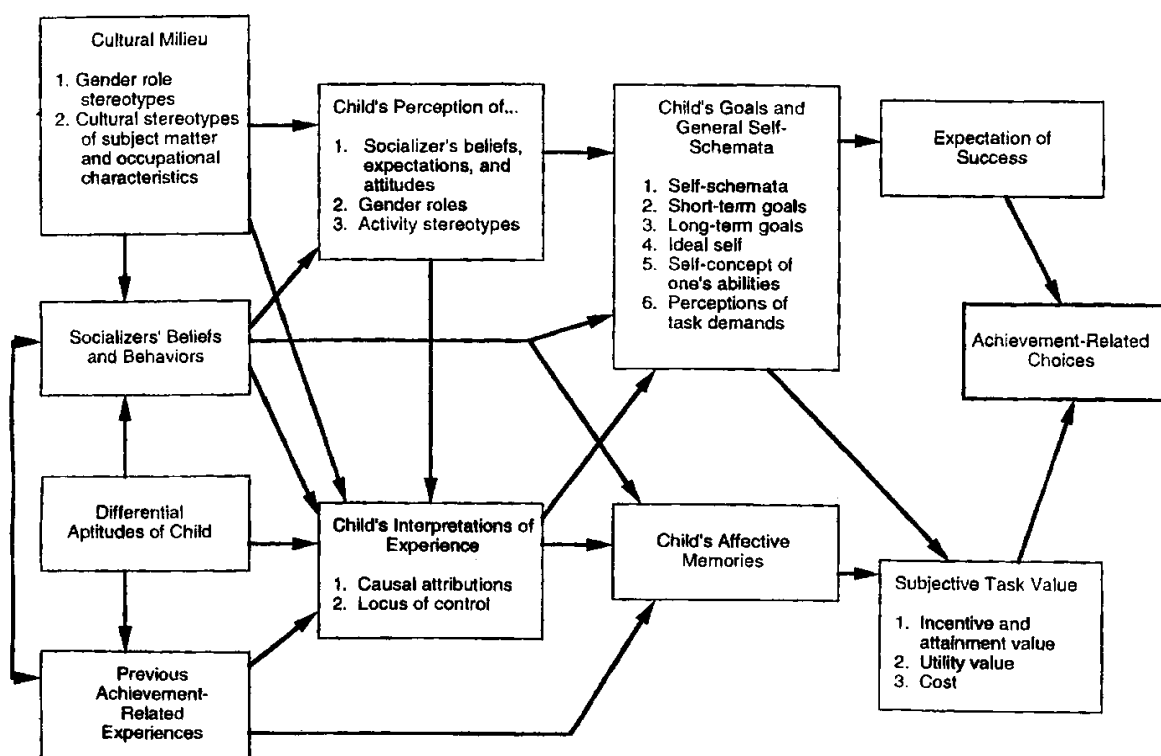 Cultural Milieu
1. Gender role
stereotypes
2. Cultural stereotypes
of subject matter
and occupational
characteristics
Socializers' Beliefs
and Behaviors
Differential
Aptitudes of Child
Previous
Achievement-
Related
Experiences
Child's Perception of...
1. Socializer's beliefs,
expectations, and
attitudes
2. Gender roles
3. Activity stereotypes
Child's Interpretations of
Experience
1. Causal attributions
2. Locus of control
Child's Goals and
General Self-
Schemata
1. Self-schemata
2. Short-term goals
3. Long-term goals
4. Ideal self
5. Self-concept of
one's abilities
6. Perceptions of
task demands
Child's Affective
Memories
Expectation of
Success
Achievement-Related
Choices
Subjective Task Value
1. Incentive and
attainment value
2. Utility value
3. Cost